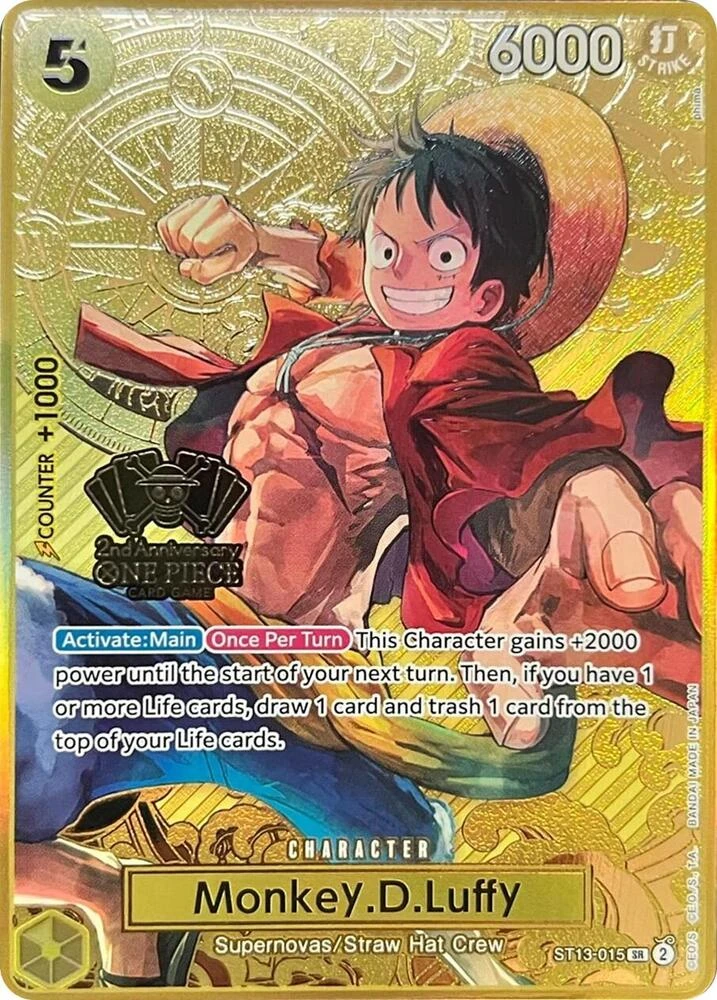 5
6000
打
STRIKE
phima
COUNTER +1000
2nd Anniversary
ONE PIECE
CARD GAME
Activate:Main Once Per Turn This Character gains +2000
power until the start of your next turn. Then, if you have 1
or more Life cards, draw 1 card and trash 1 card from the
top of your Life cards.
CHARACTER
Monkey.D.Luffy
Supernovas/Straw Hat Crew
ST13-015 SR 2
©E.O/S. ©E.O./S., T.A. BANDAI MADE IN JAPAN